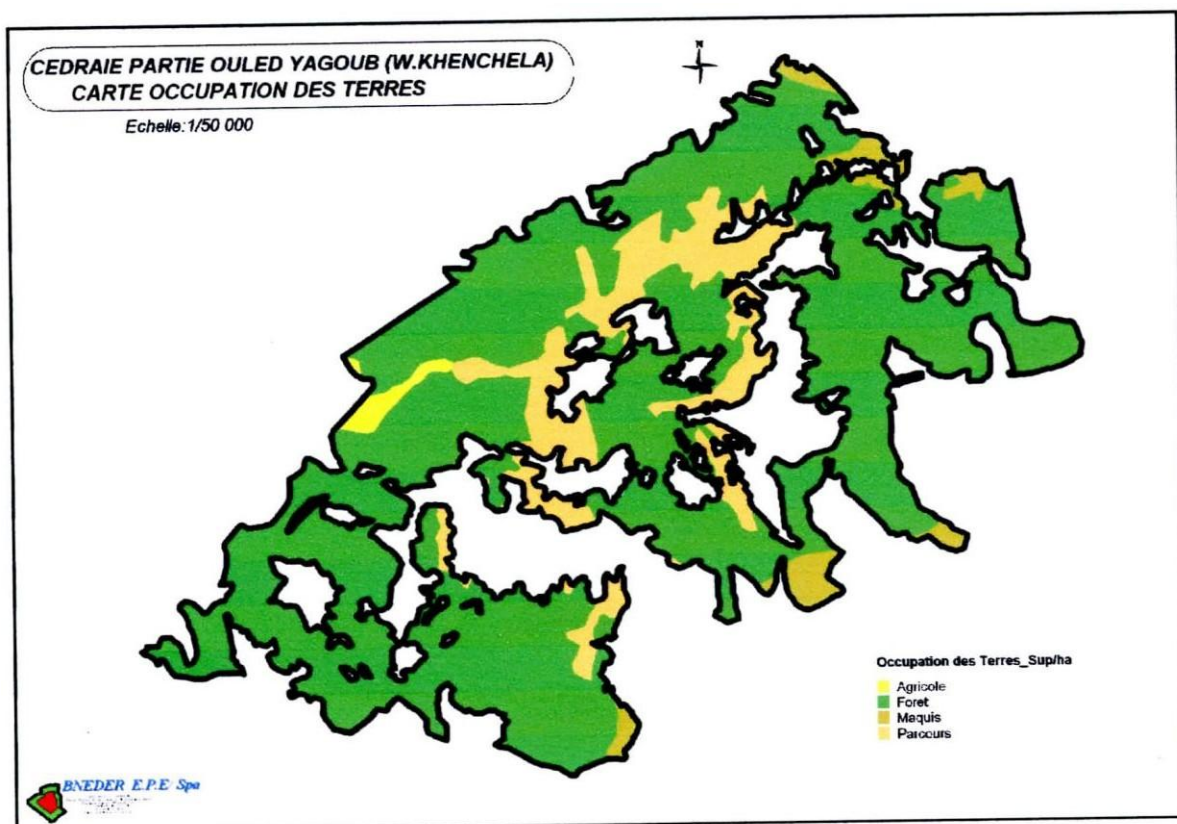 CEDRAIE PARTIE OULED YAGOUB (W.KHENCHELA)
CARTE OCCUPATION DES TERRES
Echelle:1/50 000
N
Occupation des Terres_Sup/ha
Agricole
Foret
Maquis
Parcours
BNEDER E.P.E/ Spa